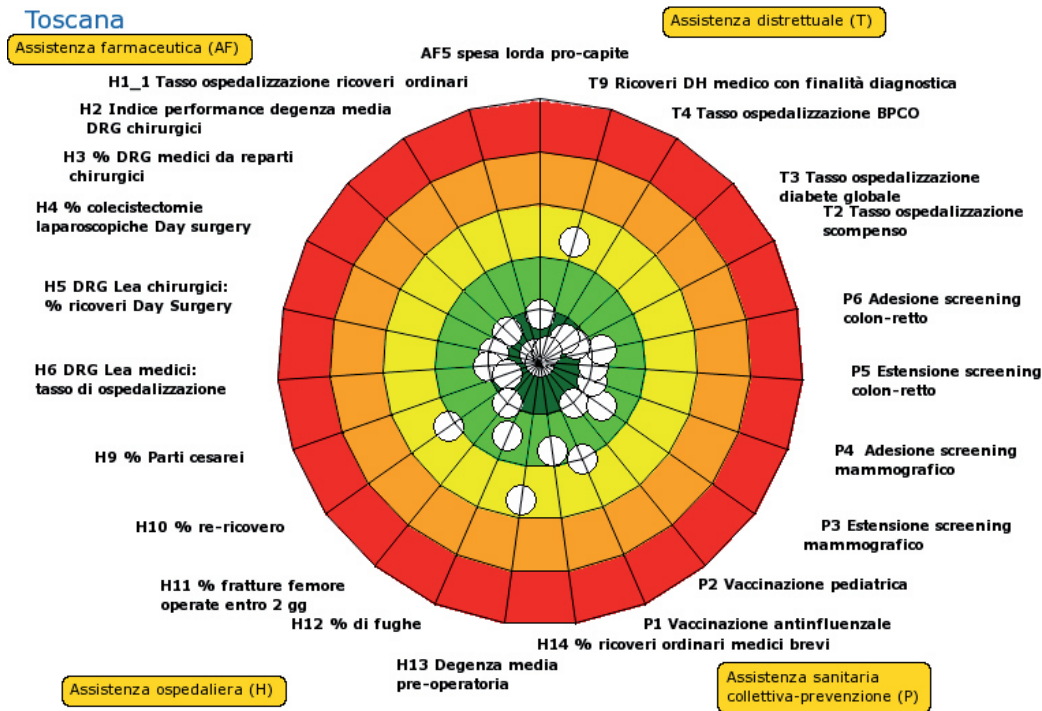 Toscana
Assistenza farmaceutica (AF)
Assistenza distrettuale (T)
AF5 spesa lorda pro-capite
H1_1 Tasso ospedalizzazione ricoveri ordinari
T9 Ricoveri DH medico con finalità diagnostica
H2 Indice performance degenza media
DRG chirurgici
T4 Tasso ospedalizzazione BPCO
H3 % DRG medici da reparti
chirurgici
T3 Tasso ospedalizzazione
diabete globale
H4 % colecistectomie
laparoscopiche Day surgery
T2 Tasso ospedalizzazione
scompenso
H5 DRG Lea chirurgici:
% ricoveri Day Surgery
P6 Adesione screening
colon-retto
H6 DRG Lea medici:
tasso di ospedalizzazione
P5 Estensione screening
colon-retto
H9 % Parti cesarei
P4 Adesione screening
mammografico
H10 % re-ricovero
P3 Estensione screening
mammografico
H11 % fratture femore
operate entro 2 gg
P2 Vaccinazione pediatrica
H12 % di fughe
P1 Vaccinazione antinfluenzale
H14 % ricoveri ordinari medici brevi
H13 Degenza media
pre-operatoria
Assistenza ospedaliera (H)
Assistenza sanitaria
collettiva-prevenzione (P)